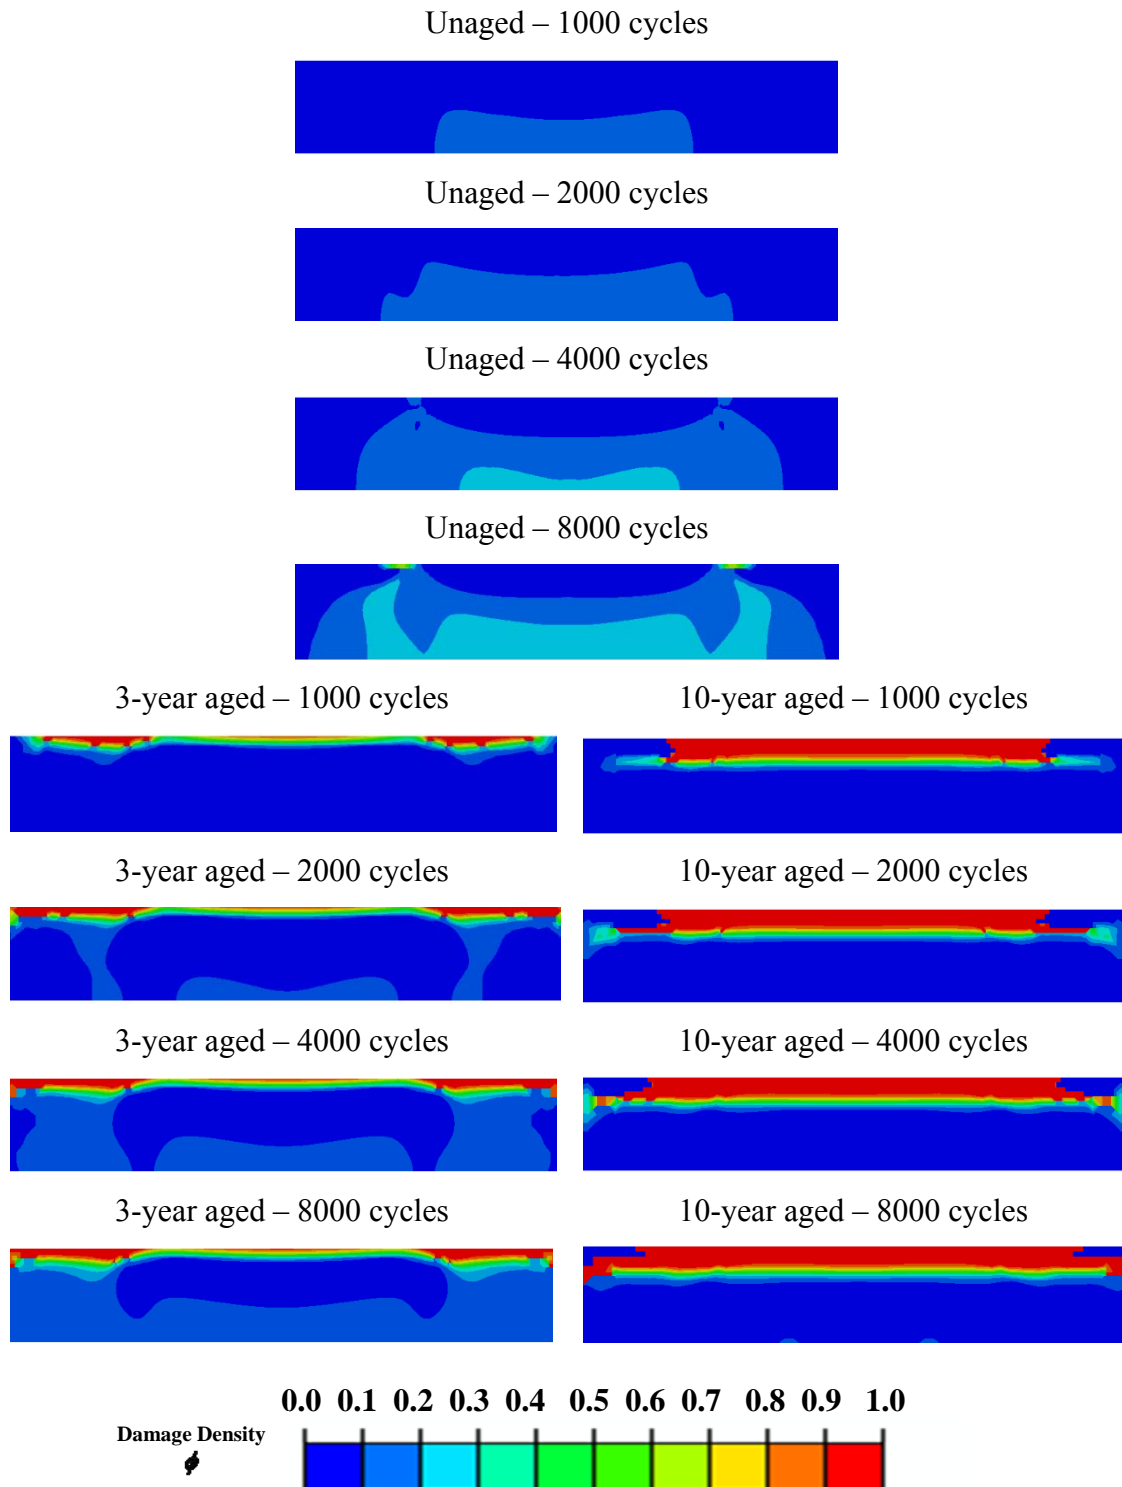 Unaged – 1000 cycles
Unaged – 2000 cycles
Unaged – 4000 cycles
Unaged – 8000 cycles
3-year aged – 1000 cycles
10-year aged – 1000 cycles
3-year aged – 2000 cycles
10-year aged – 2000 cycles
3-year aged – 4000 cycles
10-year aged – 4000 cycles
3-year aged – 8000 cycles
10-year aged – 8000 cycles
0.0 0.1 0.2 0.3 0.4 0.5 0.6 0.7 0.8 0.9 1.0
Damage Density
ϕ